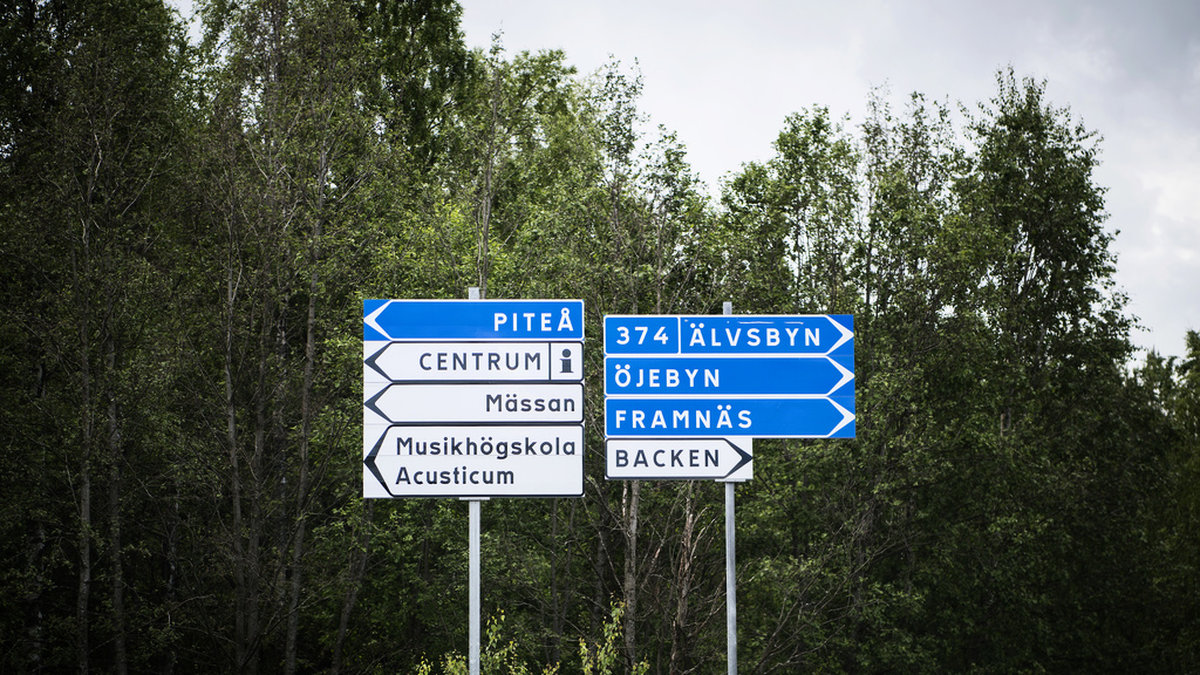 PITEÅ
CENTRUM i
Mässan
Musikhögskola
Acusticum
374 ÄLVSBYN
ÖJEBYN
FRAMNÄS
BACKEN